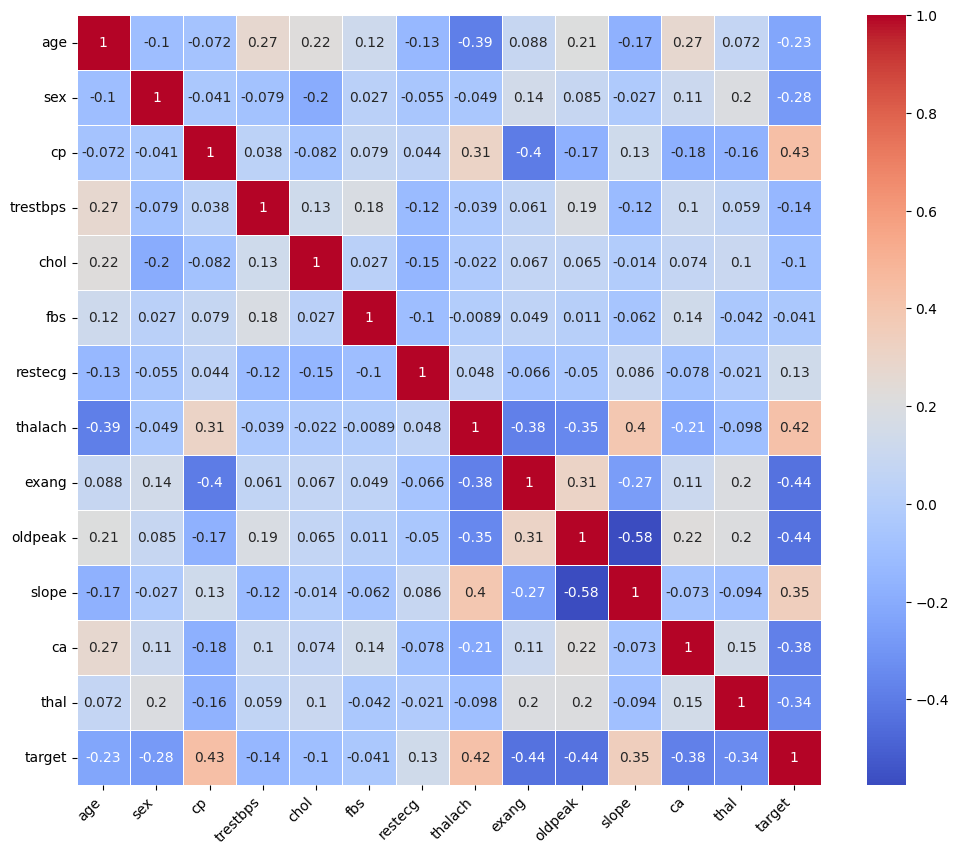 age 1 -0.1 -0.072 0.27 0.22 0.12 -0.13 -0.39 0.088 0.21 -0.17 0.27 0.072 -0.23
sex -0.1 1 -0.041 -0.079 -0.2 0.027 -0.055 -0.049 0.14 0.085 -0.027 0.11 0.2 -0.28
cp -0.072 -0.041 1 0.038 -0.082 0.079 0.044 0.31 -0.4 -0.17 0.13 -0.18 -0.16 0.43
trestbps 0.27 -0.079 0.038 1 0.13 0.18 -0.12 -0.039 0.061 0.19 -0.12 0.1 0.059 -0.14
chol 0.22 -0.2 -0.082 0.13 1 0.027 -0.15 -0.022 0.067 0.065 -0.014 0.074 0.1 -0.1
fbs 0.12 0.027 0.079 0.18 0.027 1 -0.1 -0.0089 0.049 0.011 -0.062 0.14 -0.042 -0.041
restecg -0.13 -0.055 0.044 -0.12 -0.15 -0.1 1 0.048 -0.066 -0.05 0.086 -0.078 -0.021 0.13
thalach -0.39 -0.049 0.31 -0.039 -0.022 -0.0089 0.048 1 -0.38 -0.35 0.4 -0.21 -0.098 0.42
exang 0.088 0.14 -0.4 0.061 0.067 0.049 -0.066 -0.38 1 0.31 -0.27 0.11 0.2 -0.44
oldpeak 0.21 0.085 -0.17 0.19 0.065 0.011 -0.05 -0.35 0.31 1 -0.58 0.22 0.2 -0.44
slope -0.17 -0.027 0.13 -0.12 -0.014 -0.062 0.086 0.4 -0.27 -0.58 1 -0.073 -0.094 0.35
ca 0.27 0.11 -0.18 0.1 0.074 0.14 -0.078 -0.21 0.11 0.22 -0.073 1 0.15 -0.38
thal 0.072 0.2 -0.16 0.059 0.1 -0.042 -0.021 -0.098 0.2 0.2 -0.094 0.15 1 -0.34
target -0.23 -0.28 0.43 -0.14 -0.1 -0.041 0.13 0.42 -0.44 -0.44 0.35 -0.38 -0.34 1
age sex cp trestbps chol fbs restecg thalach exang oldpeak slope ca thal target
1.0
0.8
0.6
0.4
0.2
0.0
−0.2
−0.4